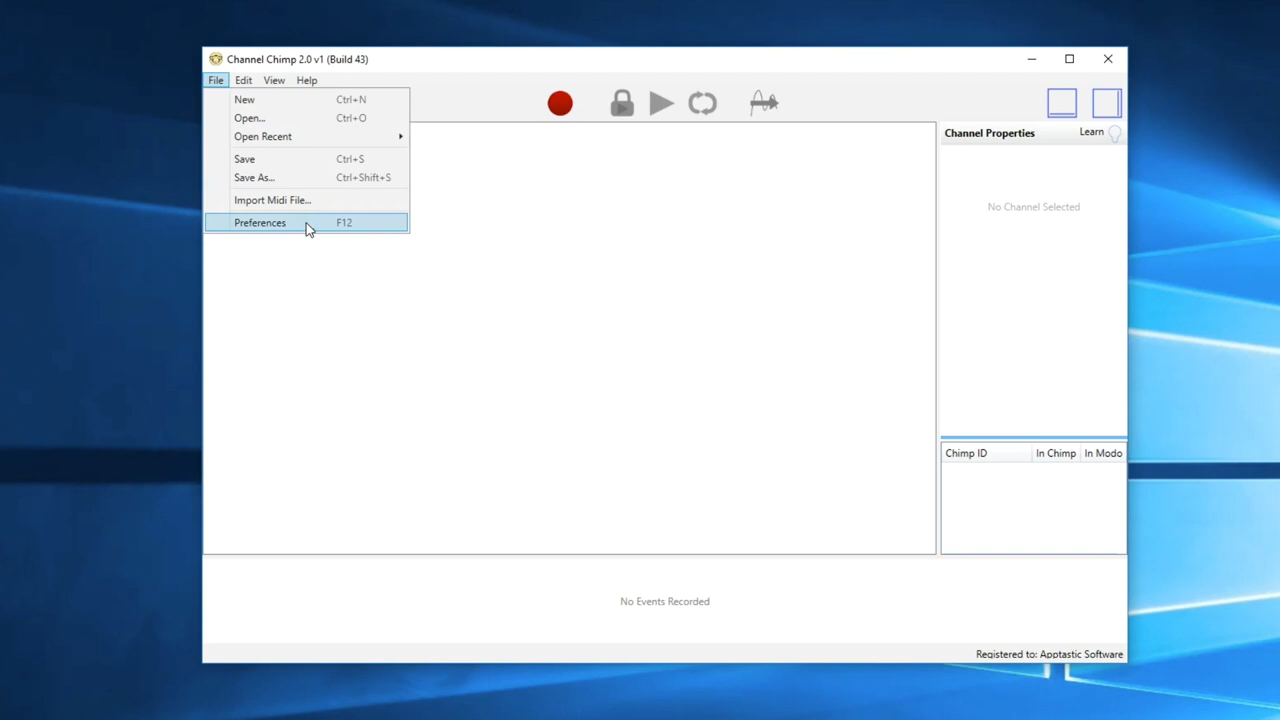 Channel Chimp 2.0 v1 (Build 43)
File Edit View Help
New Ctrl+N
Open... Ctrl+O
Open Recent
Save Ctrl+S
Save As... Ctrl+Shift+S
Import Midi File...
Preferences F12
Channel Properties Learn
No Channel Selected
Chimp ID In Chimp In Modo
No Events Recorded
Registered to: Apptastic Software